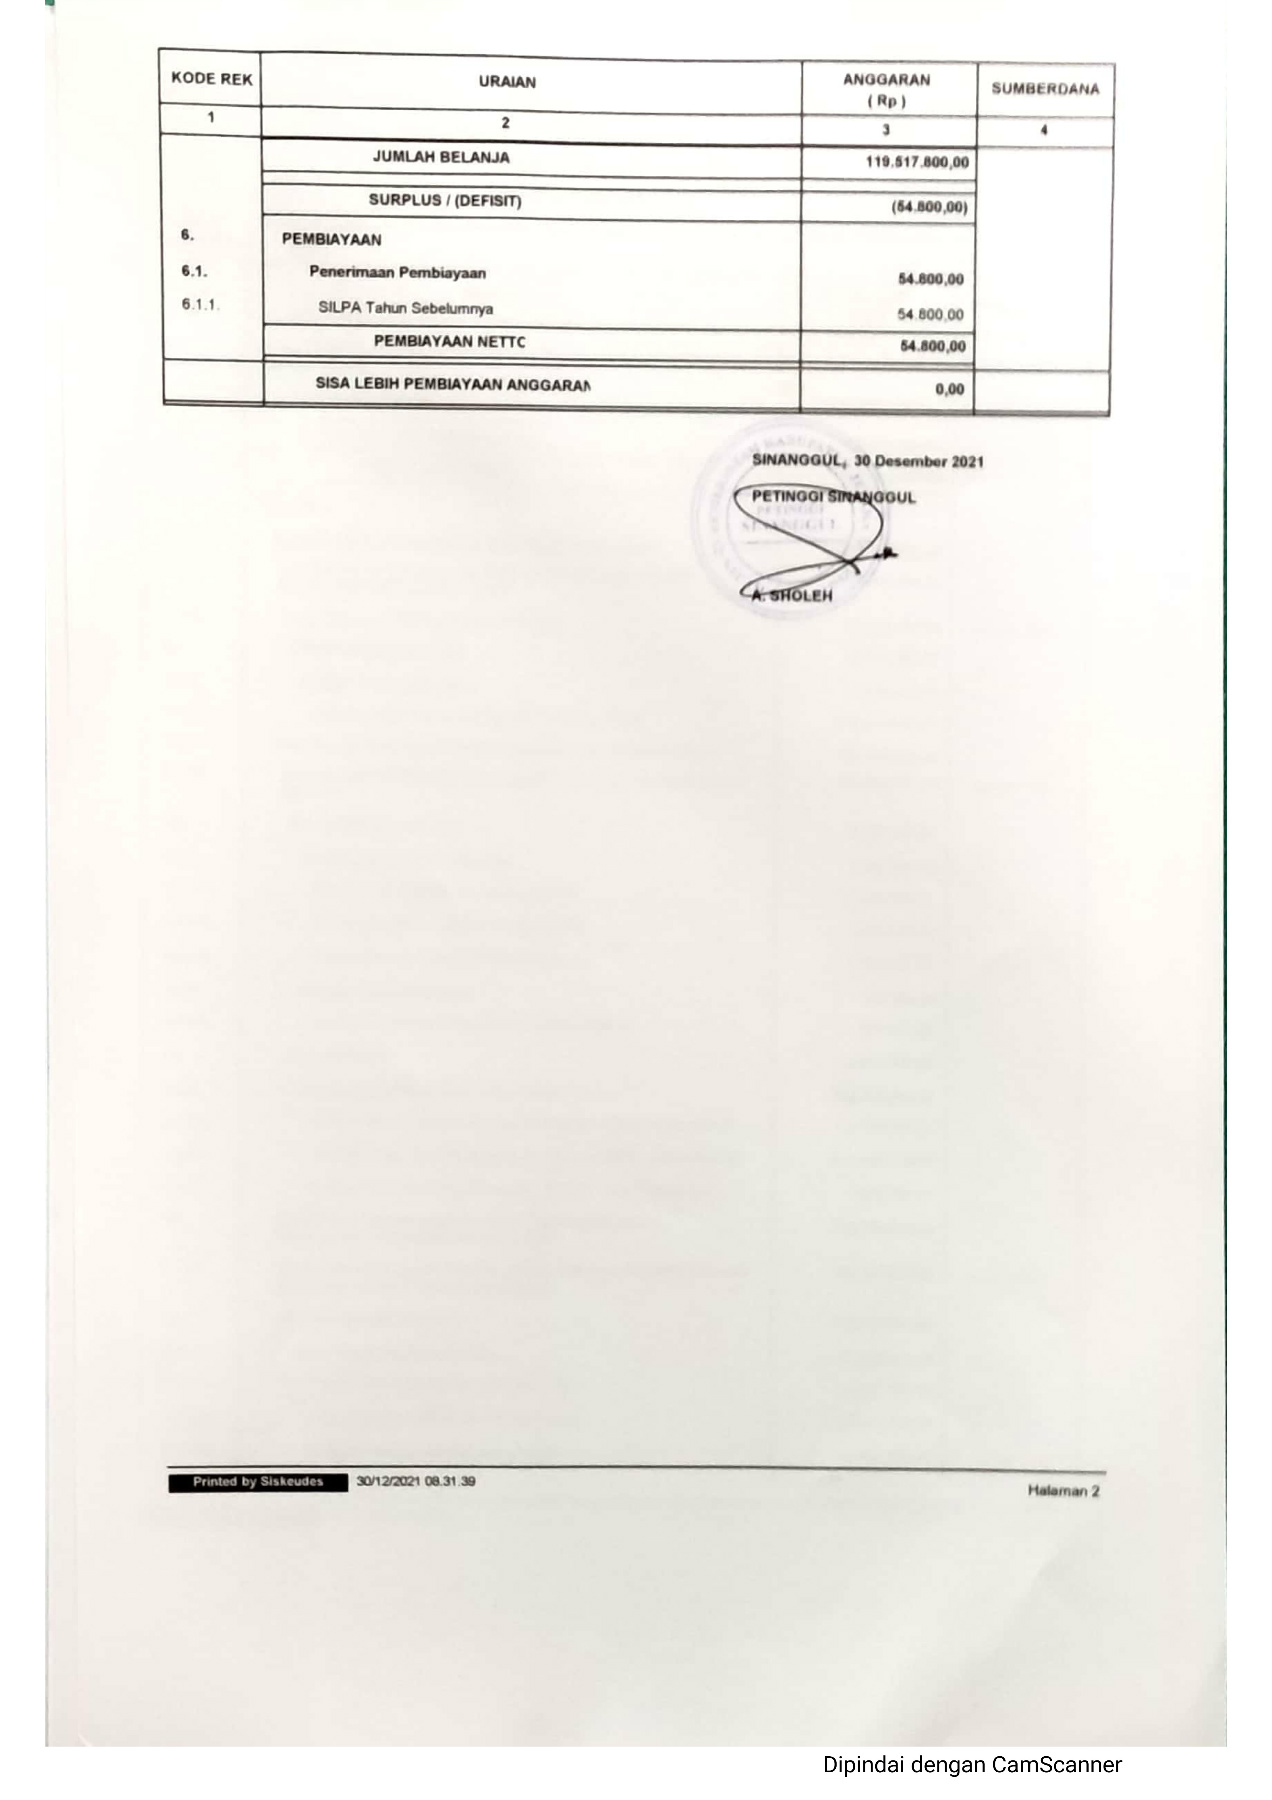 KODE REK URAIAN ANGGARAN ( Rp ) SUMBERDANA
1 2 3 4
JUMLAH BELANJA 119.517.800,00
SURPLUS / (DEFISIT) (54.800,00)
6. PEMBIAYAAN
6.1. Penerimaan Pembiayaan 54.800,00
6.1.1. SILPA Tahun Sebelumnya 54.800,00
PEMBIAYAAN NETTC 54.800,00
SISA LEBIH PEMBIAYAAN ANGGARAN 0,00
SINANGGUL, 30 Desember 2021
PETINGGI SINANGGUL
PETINGGI
SINANGGUL
A. SHOLEH
Printed by Siskeudes 30/12/2021 08.31.39
Halaman 2
Dipindai dengan CamScanner